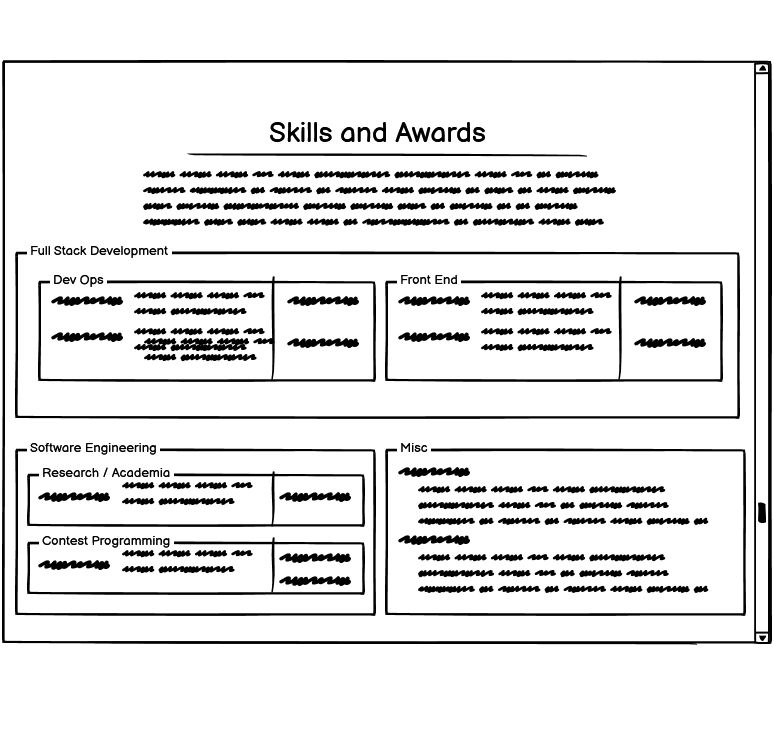 Skills and Awards
Full Stack Development
Dev Ops
Front End
Software Engineering
Misc
Research / Academia
Contest Programming